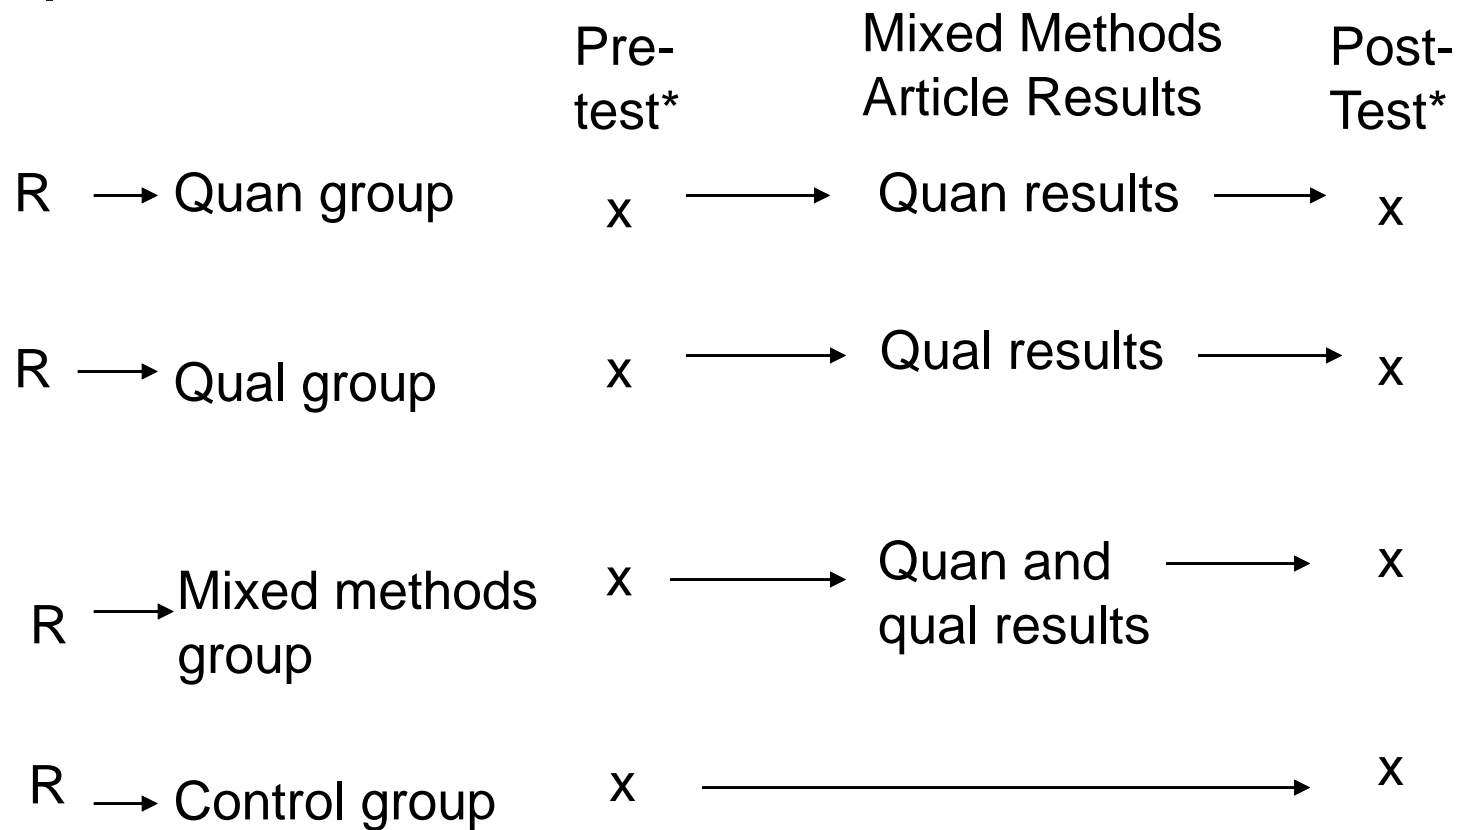 Pre-
test*
Mixed Methods
Article Results
Post-
Test*
R Quan group x Quan results x
R Qual group x Qual results x
R Mixed methods
group
x Quan and
qual results
x
R Control group x x